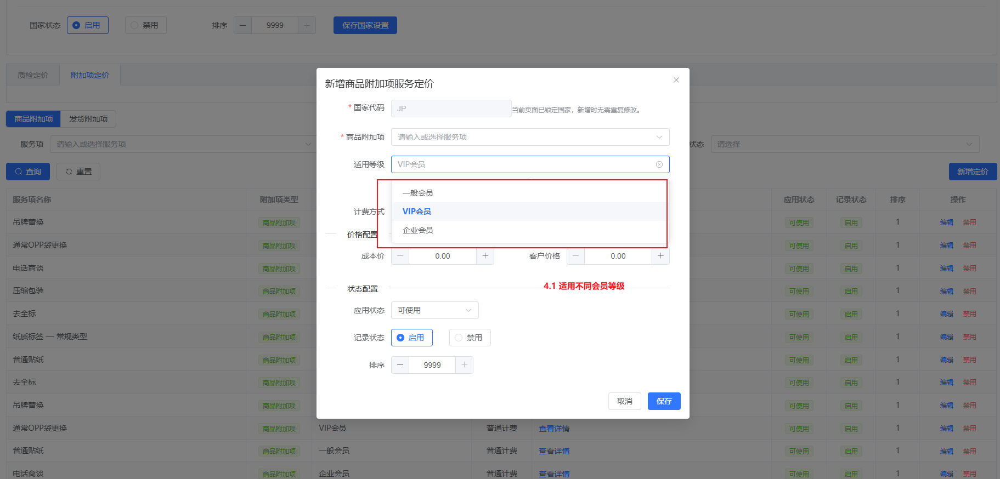 国家状态 启用 禁用 排序 9999 保存国家设置
质检定价 附加项定价
新增商品附加项服务定价
* 国家代码 JP 当前页面已锁定国家，新增时无需重复修改。
商品附加项 发货附加项
* 商品附加项 请输入或选择服务项
服务项 请输入或选择服务项
状态 请选择
适用等级 VIP会员
查询 重置 新增定价
一般会员
VIP会员
企业会员
计费方式
价格配置
成本价 0.00 客户价格 0.00
状态配置
4.1 适用不同会员等级
应用状态 可使用
记录状态 启用 禁用
排序 9999
取消 保存
服务项名称 附加项类型 应用状态 记录状态 排序 操作
吊牌替换 商品附加项 可使用 启用 1 编辑 禁用
通常OPP袋更换 商品附加项 可使用 启用 1 编辑 禁用
电话商谈 商品附加项 可使用 启用 1 编辑 禁用
压缩包装 商品附加项 可使用 启用 1 编辑 禁用
去全标 商品附加项 可使用 启用 1 编辑 禁用
纸质标签 — 常规类型 商品附加项 可使用 启用 1 编辑 禁用
普通贴纸 商品附加项 可使用 启用 1 编辑 禁用
去全标 商品附加项 可使用 启用 1 编辑 禁用
吊牌替换 商品附加项 可使用 启用 1 编辑 禁用
通常OPP袋更换 商品附加项 VIP会员 普通计费 查看详情 可使用 启用 1 编辑 禁用
普通贴纸 商品附加项 一般会员 普通计费 查看详情 可使用 启用 1 编辑 禁用
电话商谈 商品附加项 企业会员 普通计费 查看详情 可使用 启用 1 编辑 禁用